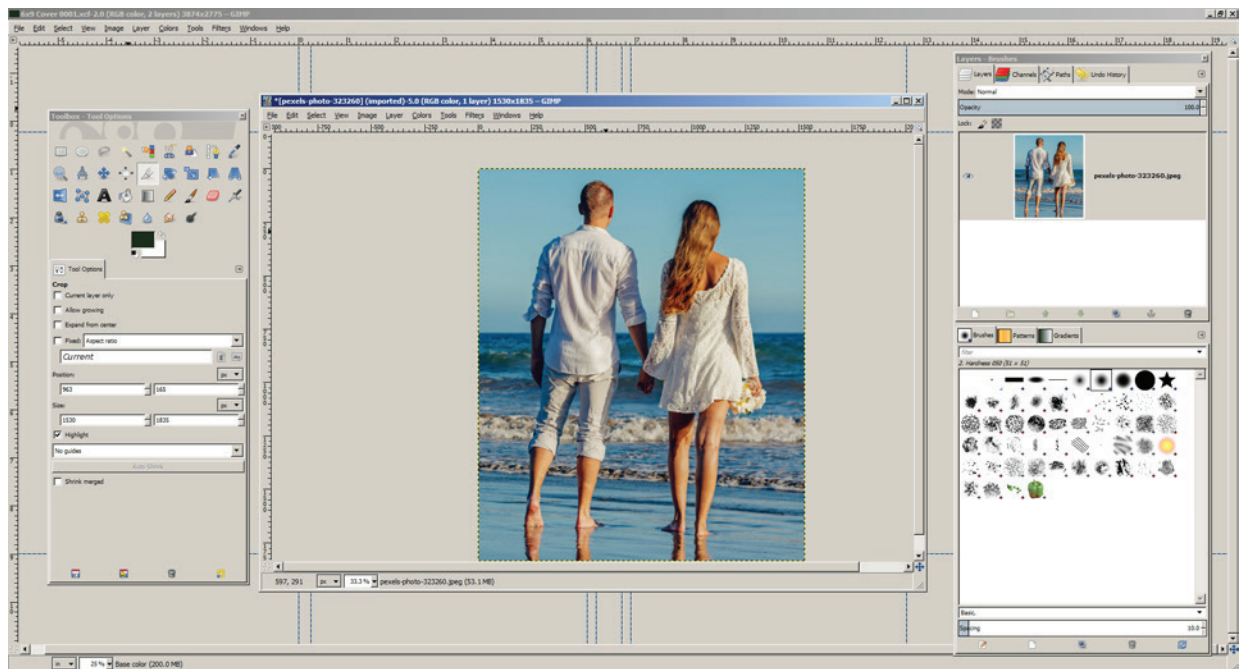 6x9 Cover 0001.xcf-2.0 (RGB color, 2 layers) 3874x2775 – GIMP
File Edit Select View Image Layer Colors Tools Filters Windows Help
Toolbox - Tool Options
Tool Options
Crop
Current layer only
Allow growing
Expand from center
Fixed: Aspect ratio
Current
Position: px
963 165
Size: px
1530 1835
Highlight
No guides
Auto Shrink
Shrink merged
*[pexels-photo-323260] (imported)-5.0 (RGB color, 1 layer) 1530x1835 – GIMP
File Edit Select View Image Layer Colors Tools Filters Windows Help
597, 291 px 33.3 % pexels-photo-323260.jpeg (53.1 MB)
Layers - Brushes
Layers Channels Paths Undo History
Mode: Normal
Opacity 100.0
Lock:
pexels-photo-323260.jpeg
Brushes Patterns Gradients
filter
2. Hardness 050 (51 × 51)
Basic,
Spacing 10.0
in 25 % Base color (200.0 MB)